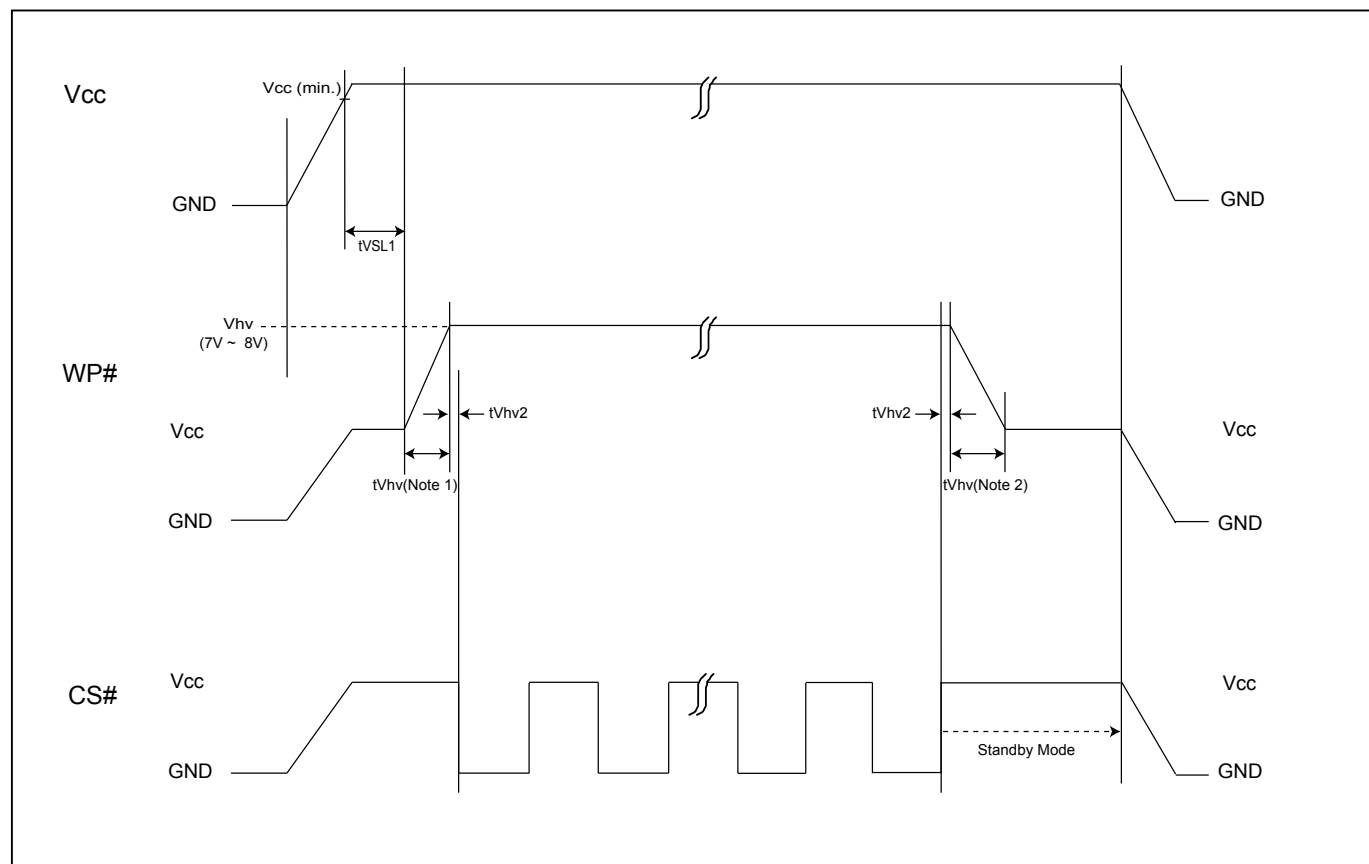 Vcc
Vcc (min.)
GND
GND
tVSL1
Vhv
(7V ~ 8V)
WP#
tVhv2
tVhv2
Vcc
Vcc
tVhv(Note 1)
tVhv(Note 2)
GND
GND
CS#
Vcc
Vcc
Standby Mode
GND
GND